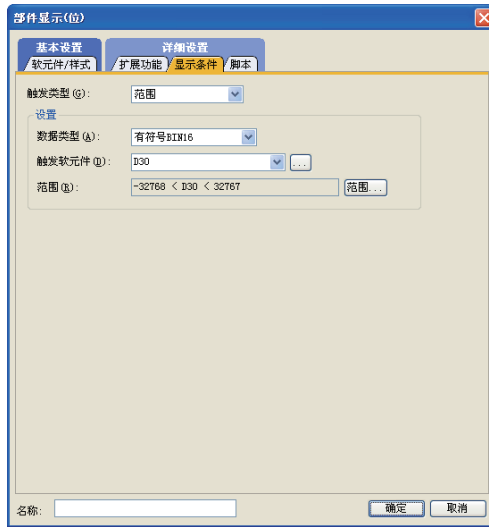 部件显示(位)
基本设置 详细设置
软元件/样式 扩展功能 显示条件 脚本
触发类型(G): 范围
设置
数据类型(A): 有符号BIN16
触发软元件(D): D30 ...
范围(R): -32768 < D30 < 32767 范围...
名称: 确定 取消